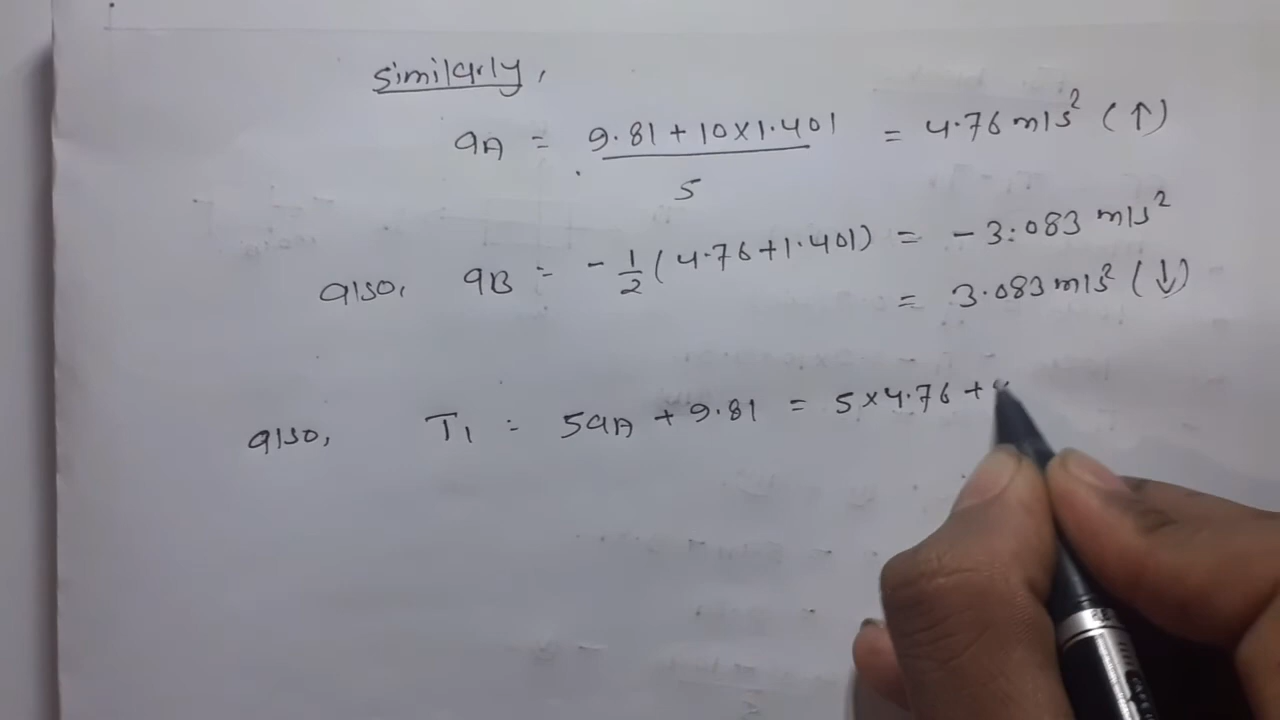 Similarly,
aA = 9.81 + 10 x 1.401 / 5 = 4.76 m/s² (↑)
also, aB = - 1/2 (4.76 + 1.401) = - 3.083 m/s²
= 3.083 m/s² (↓)
also, T1 = 5aA + 9.81 = 5 x 4.76 +